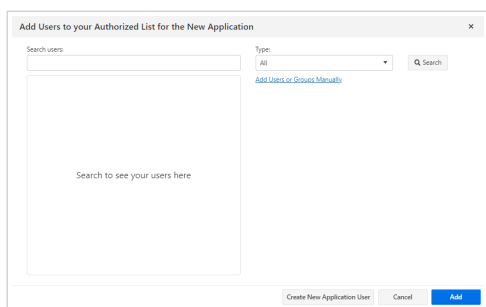 Add Users to your Authorized List for the New Application
Search users:
Type:
All
Search
Add Users or Groups Manually
Search to see your users here
Create New Application User
Cancel
Add